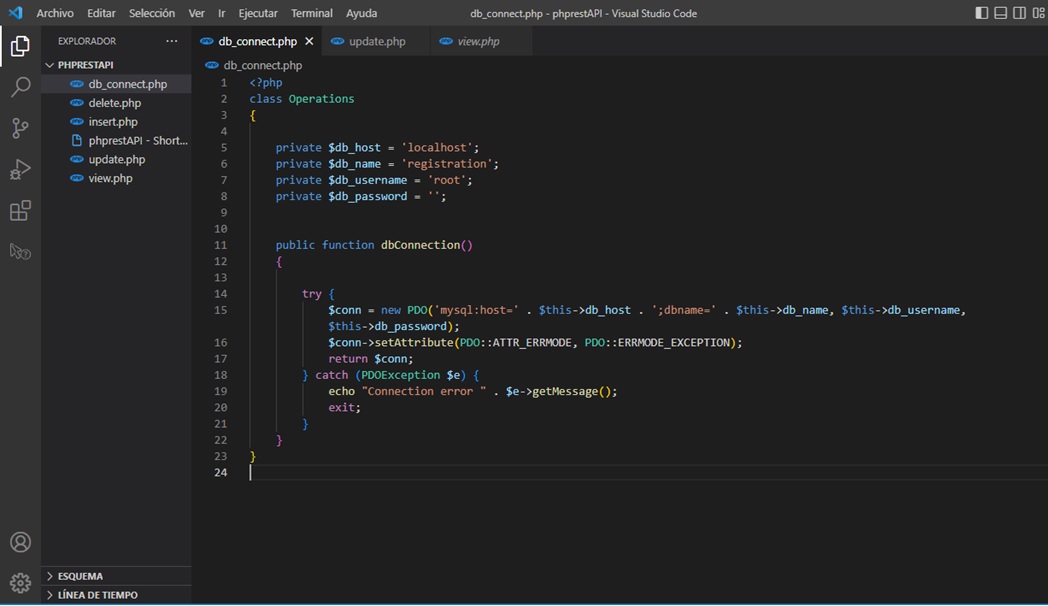 Archivo Editar Selección Ver Ir Ejecutar Terminal Ayuda db_connect.php - phprestAPI - Visual Studio Code
EXPLORADOR ...
PHPRESTAPI
db_connect.php
delete.php
insert.php
phprestAPI - Short...
update.php
view.php
ESQUEMA
LÍNEA DE TIEMPO
db_connect.php update.php view.php
db_connect.php
1 <?php
2 class Operations
3 {
4
5 private $db_host = 'localhost';
6 private $db_name = 'registration';
7 private $db_username = 'root';
8 private $db_password = '';
9
10
11 public function dbConnection()
12 {
13
14 try {
15 $conn = new PDO('mysql:host=' . $this->db_host . ';dbname=' . $this->db_name, $this->db_username,
$this->db_password);
16 $conn->setAttribute(PDO::ATTR_ERRMODE, PDO::ERRMODE_EXCEPTION);
17 return $conn;
18 } catch (PDOException $e) {
19 echo "Connection error " . $e->getMessage();
20 exit;
21 }
22 }
23 }
24